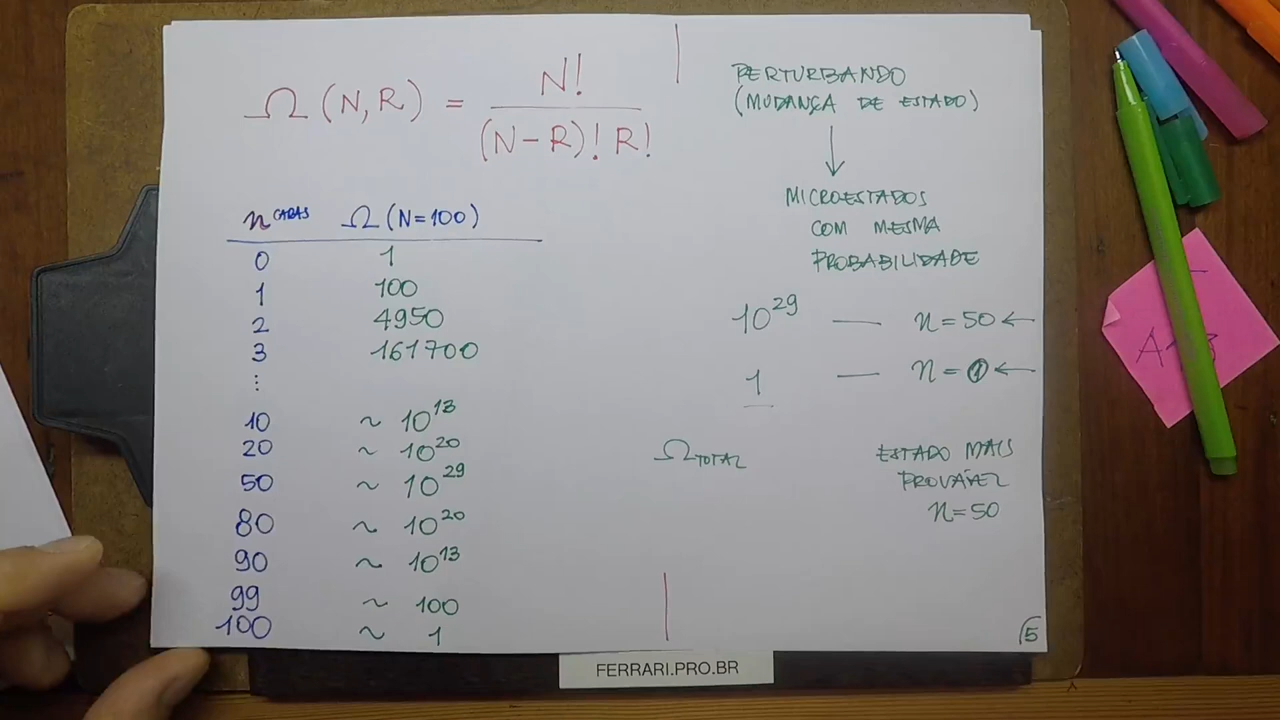 Ω (N, R) = N! / (N - R)! R!
n CARAS Ω (N=100)
0 1
1 100
2 4950
3 161700
⋮
10 ~ 10^13
20 ~ 10^20
50 ~ 10^29
80 ~ 10^20
90 ~ 10^13
99 ~ 100
100 ~ 1
PERTURBANDO
(MUDANÇA DE ESTADO)
↓
MICROESTADOS
COM MESMA
PROBABILIDADE
10^29 — n = 50 ←
1 — n = 0 ←
Ω TOTAL
ESTADO MAIS
PROVÁVEL
n = 50
5
FERRARI.PRO.BR